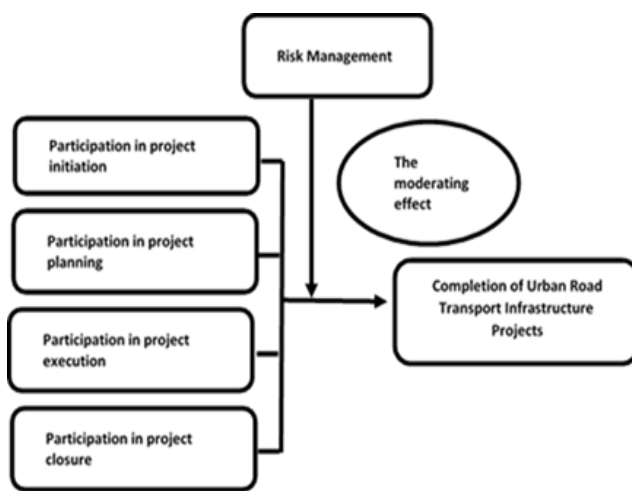 Risk Management
Participation in project
initiation
The
moderating
effect
Participation in project
planning
Completion of Urban Road
Transport Infrastructure
Projects
Participation in project
execution
Participation in project
closure